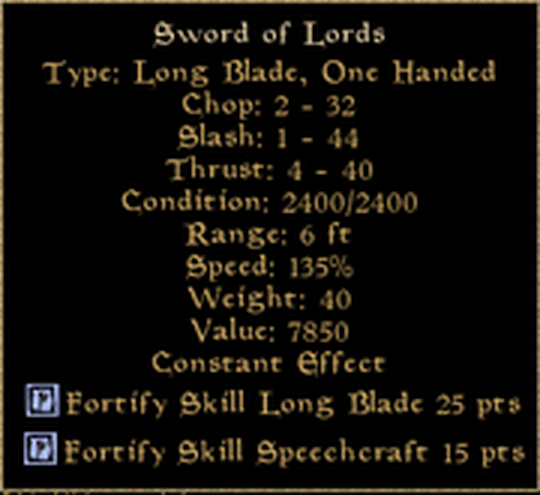 Sword of Lords
Type: Long Blade, One Handed
Chop: 2 - 32
Slash: 1 - 44
Thrust: 4 - 40
Condition: 2400/2400
Range: 6 ft
Speed: 135%
Weight: 40
Value: 7850
Constant Effect
Fortify Skill Long Blade 25 pts
Fortify Skill Speechcraft 15 pts